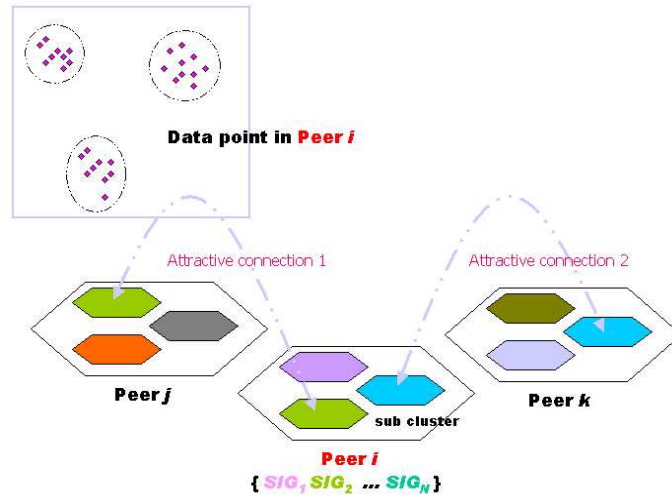 Data point in Peer i
Attractive connection 1
Attractive connection 2
Peer j
sub cluster
Peer k
Peer i
{ SIG1 SIG2 ... SIGN }